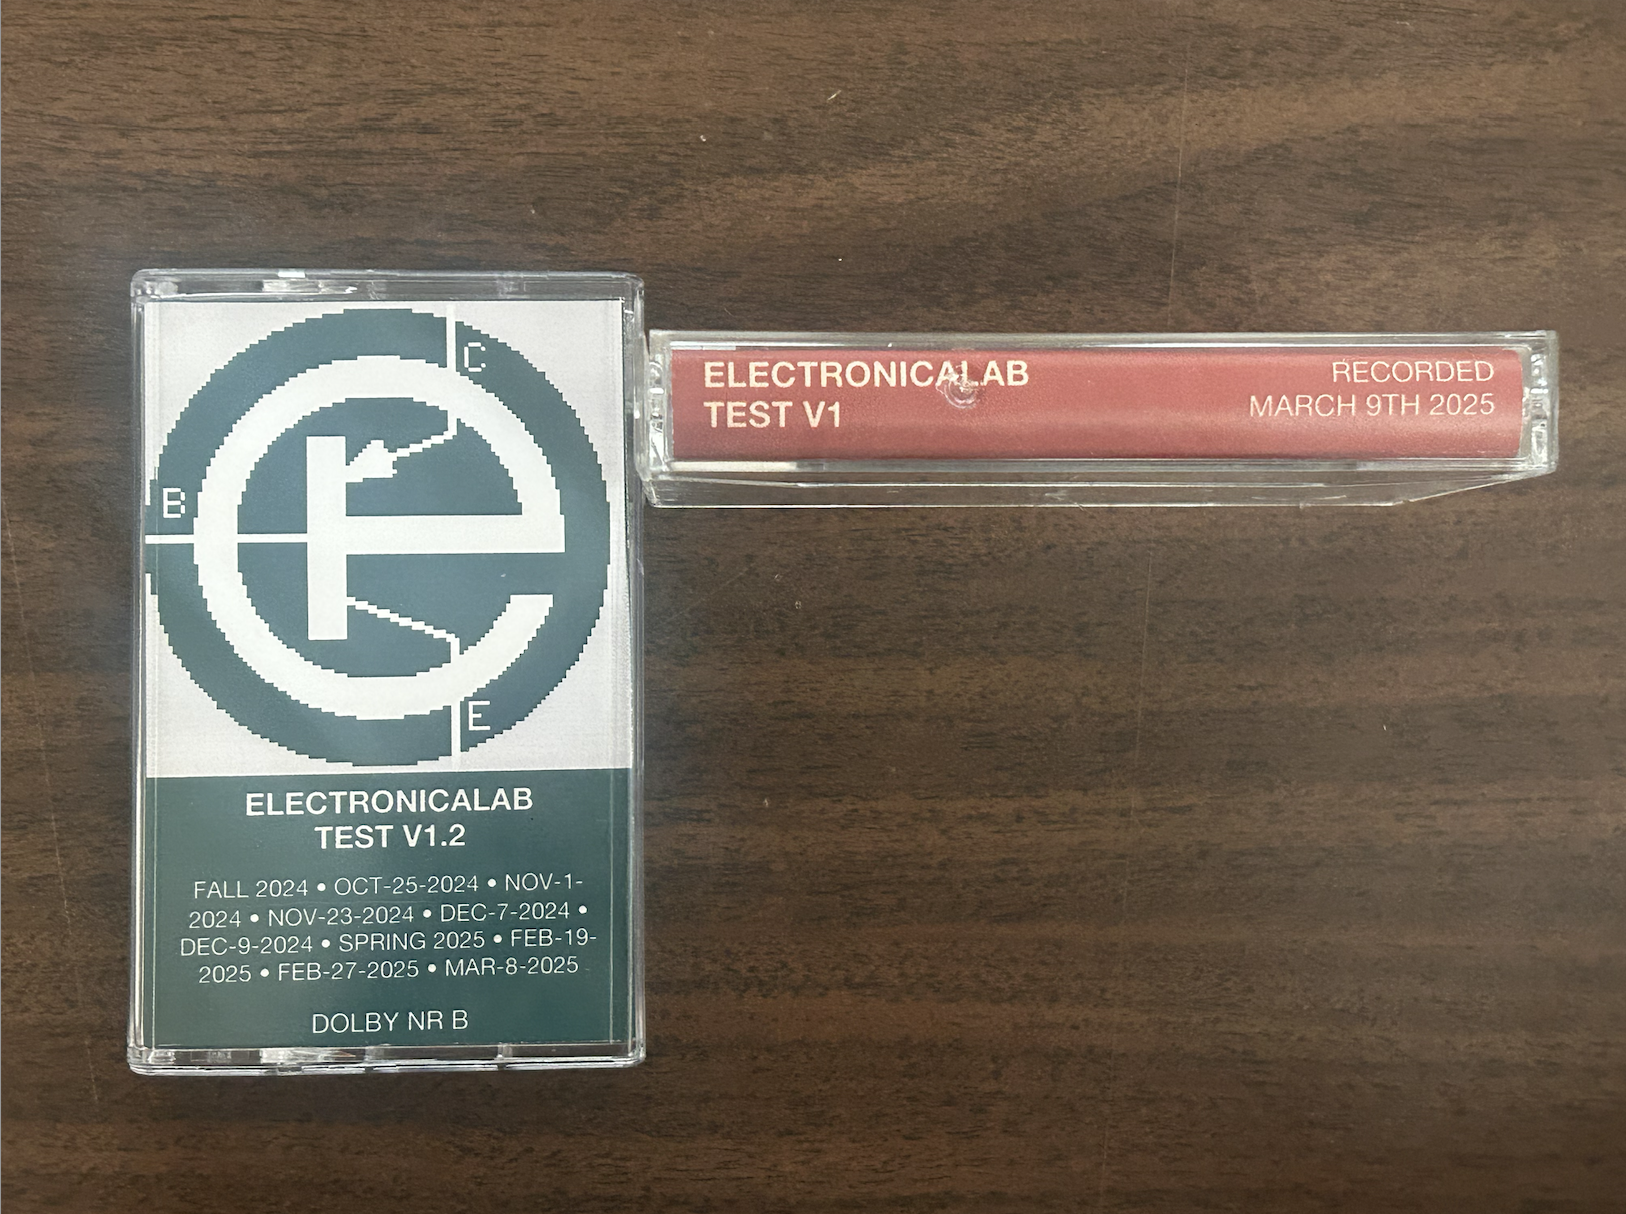 C
B
E
ELECTRONICALAB
TEST V1.2
FALL 2024 • OCT-25-2024 • NOV-1-
2024 • NOV-23-2024 • DEC-7-2024 •
DEC-9-2024 • SPRING 2025 • FEB-19-
2025 • FEB-27-2025 • MAR-8-2025
DOLBY NR B
ELECTRONICALAB
TEST V1
RECORDED
MARCH 9TH 2025